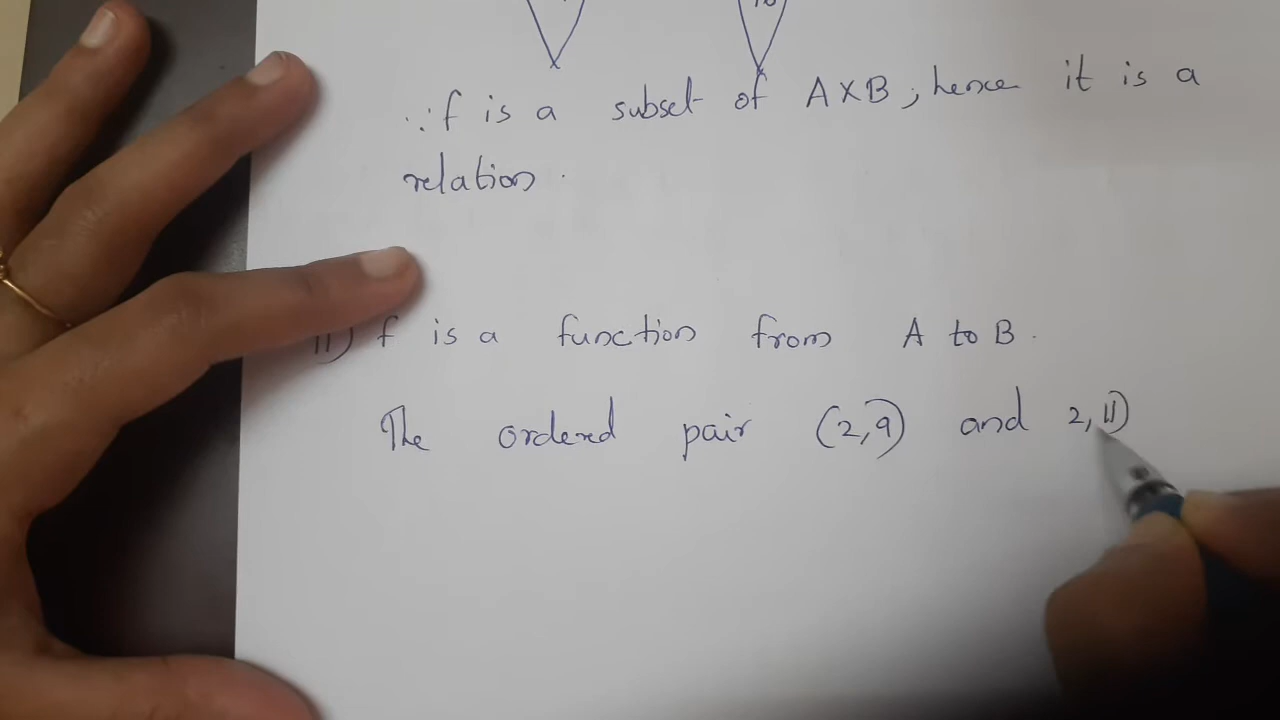 ∵ f is a subset of A×B, hence it is a
relation.
ii) f is a function from A to B.
The ordered pair (2,9) and 2,11)